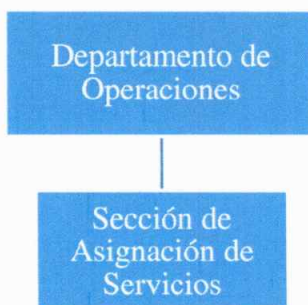 Departamento de
Operaciones
Sección de
Asignación de
Servicios